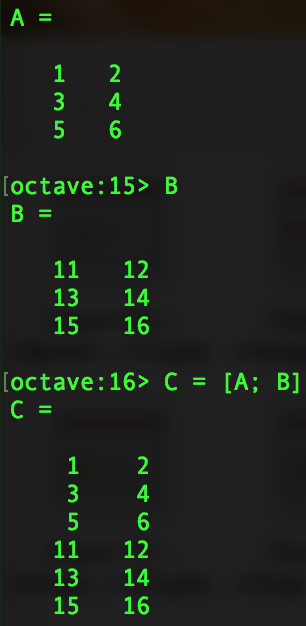 A =
1 2
3 4
5 6
[octave:15> B
B =
11 12
13 14
15 16
[octave:16> C = [A; B]
C =
1 2
3 4
5 6
11 12
13 14
15 16